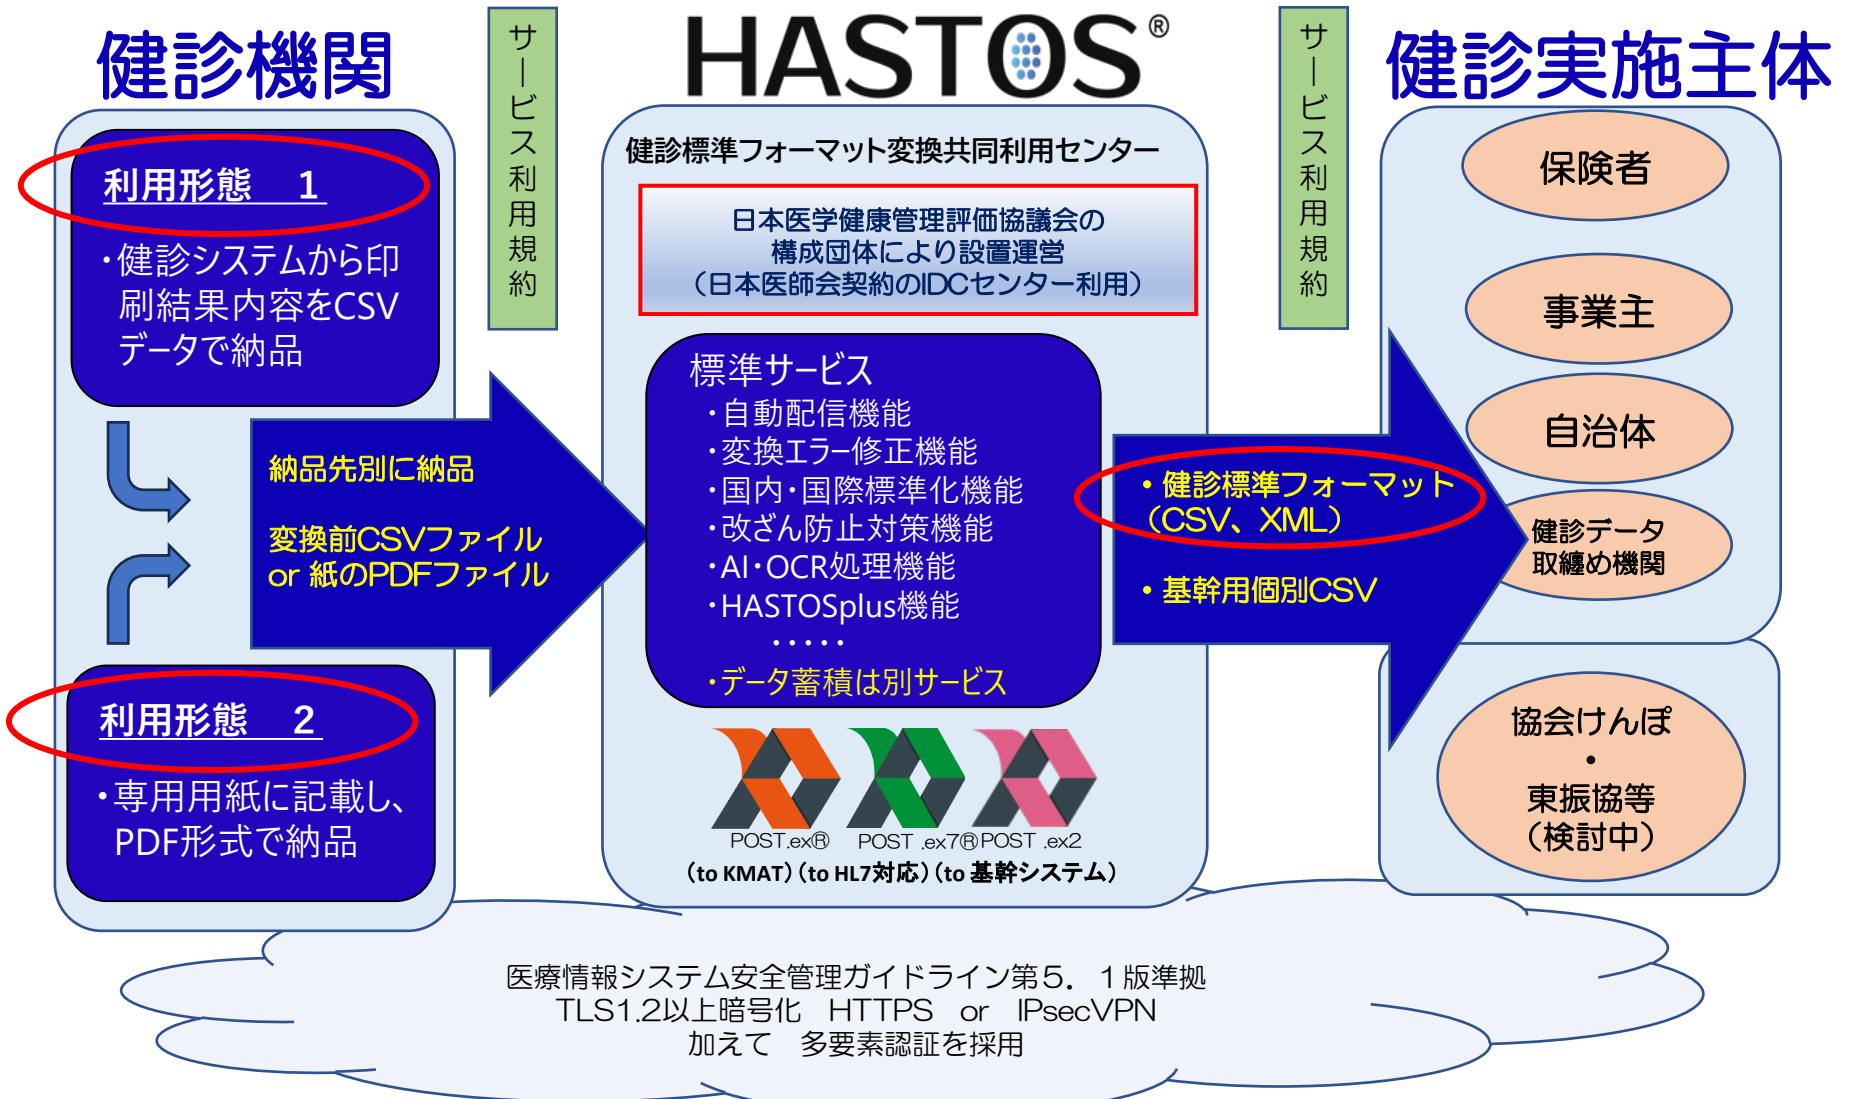 健診機関
利用形態　１
・健診システムから印
刷結果内容をCSV
データで納品
納品先別に納品
変換前CSVファイル
or 紙のPDFファイル
利用形態　２
・専用用紙に記載し、
PDF形式で納品
サービス利用規約
HASTOS®
健診標準フォーマット変換共同利用センター
日本医学健康管理評価協議会の
構成団体により設置運営
（日本医師会契約のIDCセンター利用）
標準サービス
・自動配信機能
・変換エラー修正機能
・国内・国際標準化機能
・改ざん防止対策機能
・AI・OCR処理機能
・HASTOSplus機能
・・・・・
・データ蓄積は別サービス
POST.ex® POST .ex7® POST .ex2
（to KMAT）（to HL7対応）（to 基幹システム）
サービス利用規約
・健診標準フォーマット
（CSV、XML）
・基幹用個別CSV
健診実施主体
保険者
事業主
自治体
健診データ
取纏め機関
協会けんぽ
・
東振協等
（検討中）
医療情報システム安全管理ガイドライン第５．１版準拠
TLS1.2以上暗号化　HTTPS　or　IPsecVPN
加えて　多要素認証を採用